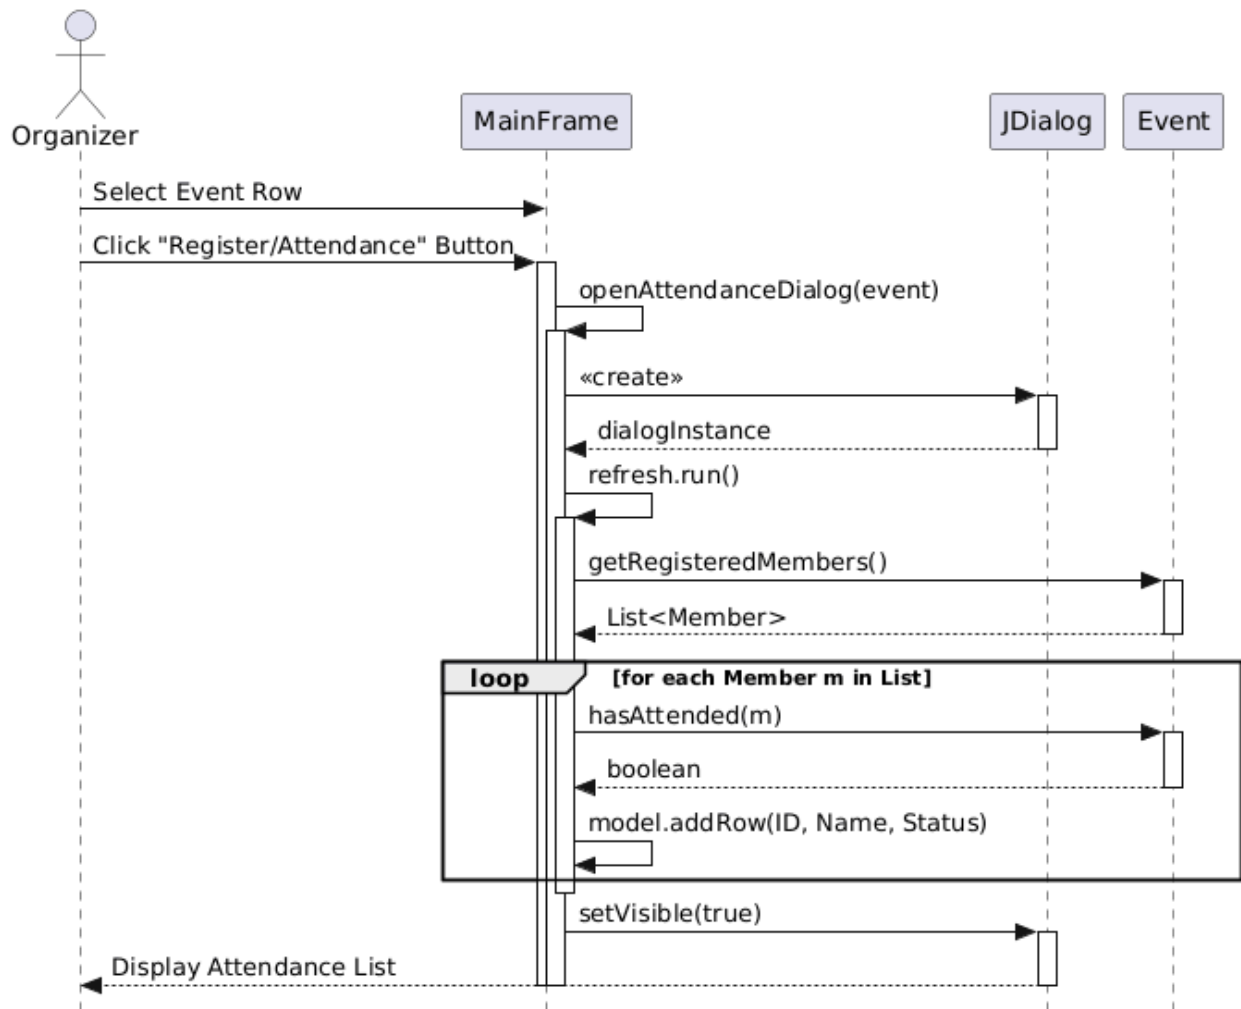 Organizer
MainFrame
JDialog
Event
Select Event Row
Click "Register/Attendance" Button
openAttendanceDialog(event)
«create»
dialogInstance
refresh.run()
getRegisteredMembers()
List<Member>
loop
[for each Member m in List]
hasAttended(m)
boolean
model.addRow(ID, Name, Status)
setVisible(true)
Display Attendance List